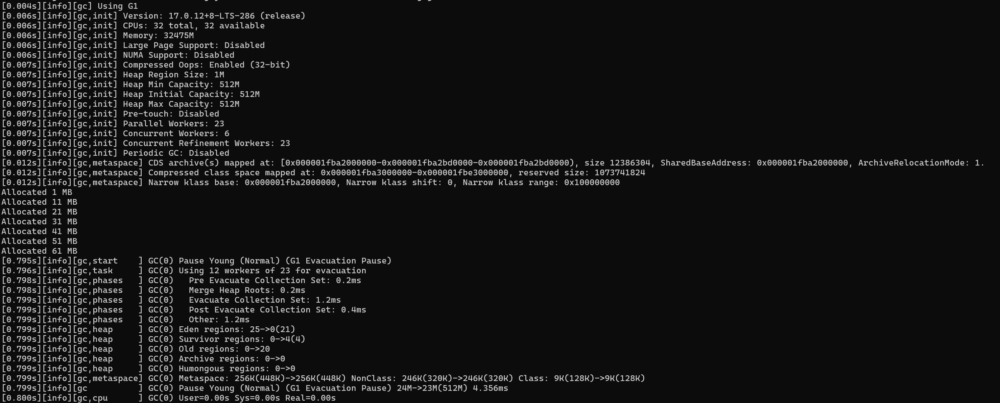 [0.004s][info][gc] Using G1
[0.006s][info][gc,init] Version: 17.0.12+8-LTS-286 (release)
[0.006s][info][gc,init] CPUs: 32 total, 32 available
[0.006s][info][gc,init] Memory: 32475M
[0.006s][info][gc,init] Large Page Support: Disabled
[0.006s][info][gc,init] NUMA Support: Disabled
[0.007s][info][gc,init] Compressed Oops: Enabled (32-bit)
[0.007s][info][gc,init] Heap Region Size: 1M
[0.007s][info][gc,init] Heap Min Capacity: 512M
[0.007s][info][gc,init] Heap Initial Capacity: 512M
[0.007s][info][gc,init] Heap Max Capacity: 512M
[0.007s][info][gc,init] Pre-touch: Disabled
[0.007s][info][gc,init] Parallel Workers: 23
[0.007s][info][gc,init] Concurrent Workers: 6
[0.007s][info][gc,init] Concurrent Refinement Workers: 23
[0.007s][info][gc,init] Periodic GC: Disabled
[0.012s][info][gc,metaspace] CDS archive(s) mapped at: [0x000001fba2000000-0x000001fba2bd0000-0x000001fba2bd0000), size 12386304, SharedBaseAddress: 0x000001fba2000000, ArchiveRelocationMode: 1.
[0.012s][info][gc,metaspace] Compressed class space mapped at: 0x000001fba3000000-0x000001fbe3000000, reserved size: 1073741824
[0.012s][info][gc,metaspace] Narrow klass base: 0x000001fba2000000, Narrow klass shift: 0, Narrow klass range: 0x100000000
Allocated 1 MB
Allocated 11 MB
Allocated 21 MB
Allocated 31 MB
Allocated 41 MB
Allocated 51 MB
Allocated 61 MB
[0.795s][info][gc,start    ] GC(0) Pause Young (Normal) (G1 Evacuation Pause)
[0.796s][info][gc,task     ] GC(0) Using 12 workers of 23 for evacuation
[0.798s][info][gc,phases   ] GC(0)   Pre Evacuate Collection Set: 0.2ms
[0.798s][info][gc,phases   ] GC(0)   Merge Heap Roots: 0.2ms
[0.799s][info][gc,phases   ] GC(0)   Evacuate Collection Set: 1.2ms
[0.799s][info][gc,phases   ] GC(0)   Post Evacuate Collection Set: 0.4ms
[0.799s][info][gc,phases   ] GC(0)   Other: 1.2ms
[0.799s][info][gc,heap     ] GC(0) Eden regions: 25->0(21)
[0.799s][info][gc,heap     ] GC(0) Survivor regions: 0->4(4)
[0.799s][info][gc,heap     ] GC(0) Old regions: 0->20
[0.799s][info][gc,heap     ] GC(0) Archive regions: 0->0
[0.799s][info][gc,heap     ] GC(0) Humongous regions: 0->0
[0.799s][info][gc,metaspace] GC(0) Metaspace: 256K(448K)->256K(448K) NonClass: 246K(320K)->246K(320K) Class: 9K(128K)->9K(128K)
[0.799s][info][gc          ] GC(0) Pause Young (Normal) (G1 Evacuation Pause) 24M->23M(512M) 4.356ms
[0.800s][info][gc,cpu      ] GC(0) User=0.00s Sys=0.00s Real=0.00s